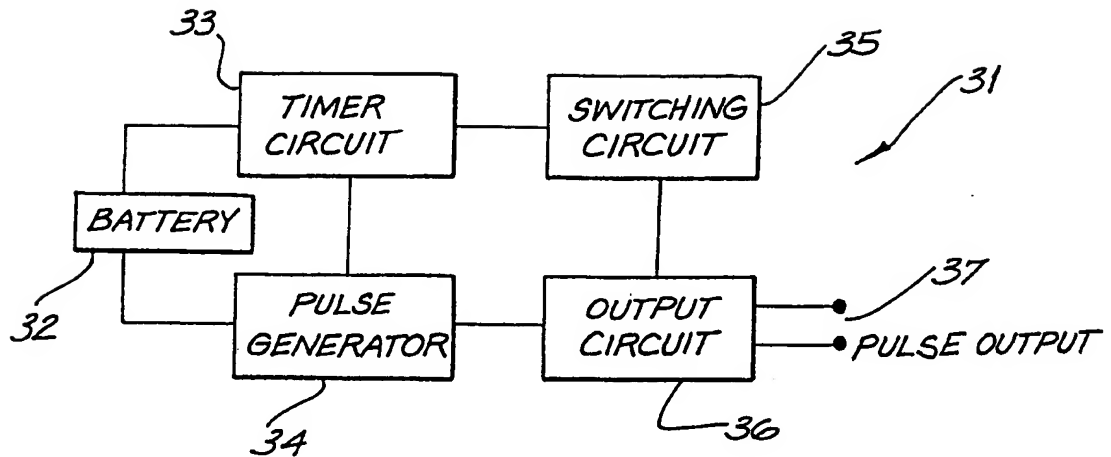 33
35
31
TIMER
CIRCUIT
SWITCHING
CIRCUIT
BATTERY
32
PULSE
GENERATOR
OUTPUT
CIRCUIT
37
PULSE OUTPUT
34
36